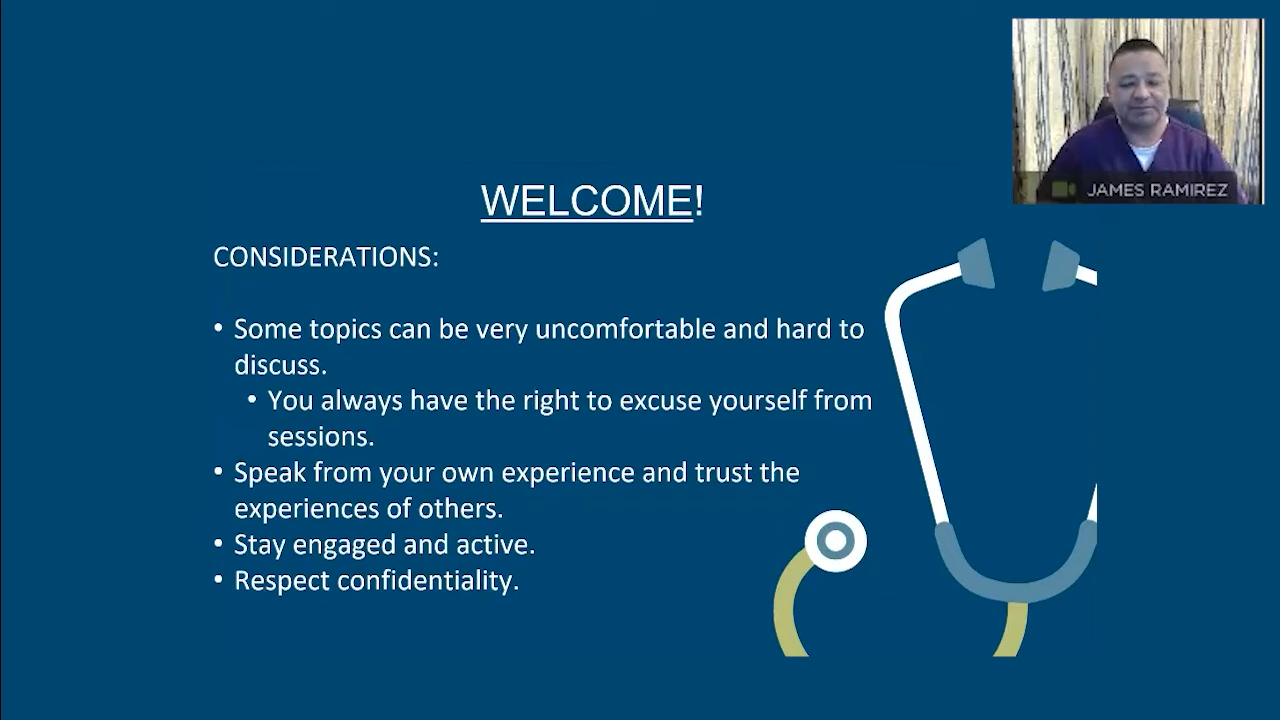 JAMES RAMIREZ
WELCOME!
CONSIDERATIONS:
• Some topics can be very uncomfortable and hard to
discuss.
• You always have the right to excuse yourself from
sessions.
• Speak from your own experience and trust the
experiences of others.
• Stay engaged and active.
• Respect confidentiality.